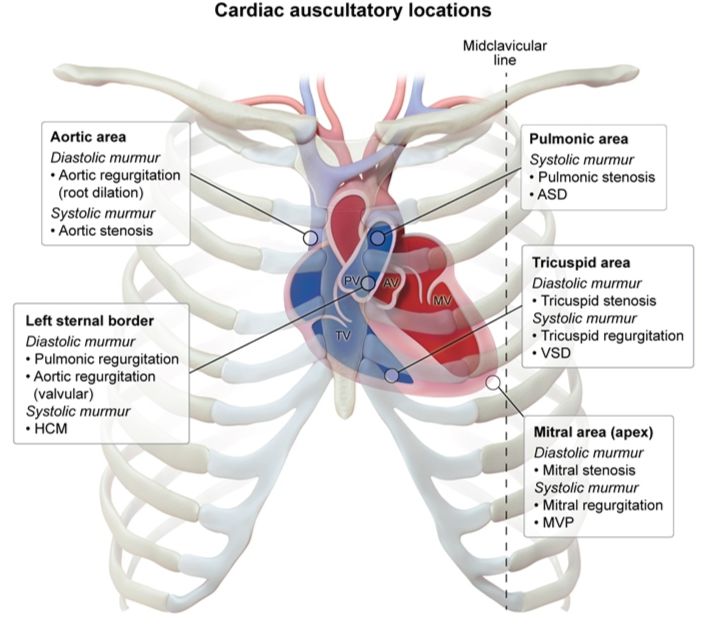 Cardiac auscultatory locations
Midclavicular
line
Aortic area
Diastolic murmur
• Aortic regurgitation
(root dilation)
Systolic murmur
• Aortic stenosis
Pulmonic area
Systolic murmur
• Pulmonic stenosis
• ASD
Left sternal border
Diastolic murmur
• Pulmonic regurgitation
• Aortic regurgitation
(valvular)
Systolic murmur
• HCM
PV
AV
MV
TV
Tricuspid area
Diastolic murmur
• Tricuspid stenosis
Systolic murmur
• Tricuspid regurgitation
• VSD
Mitral area (apex)
Diastolic murmur
• Mitral stenosis
Systolic murmur
• Mitral regurgitation
• MVP